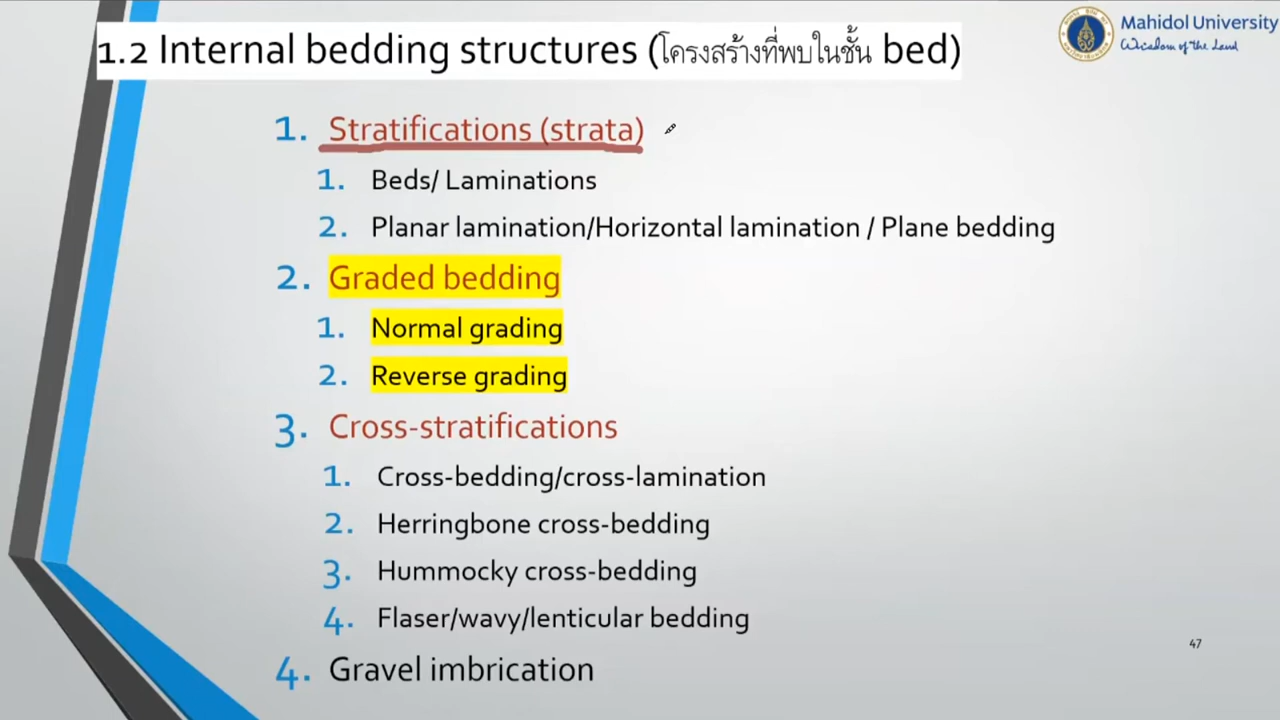 1.2 Internal bedding structures (โครงสร้างที่พบในชั้น bed)
Mahidol University
Wisdom of the Land
1. Stratifications (strata)
1. Beds/ Laminations
2. Planar lamination/Horizontal lamination / Plane bedding
2. Graded bedding
1. Normal grading
2. Reverse grading
3. Cross-stratifications
1. Cross-bedding/cross-lamination
2. Herringbone cross-bedding
3. Hummocky cross-bedding
4. Flaser/wavy/lenticular bedding
4. Gravel imbrication
47